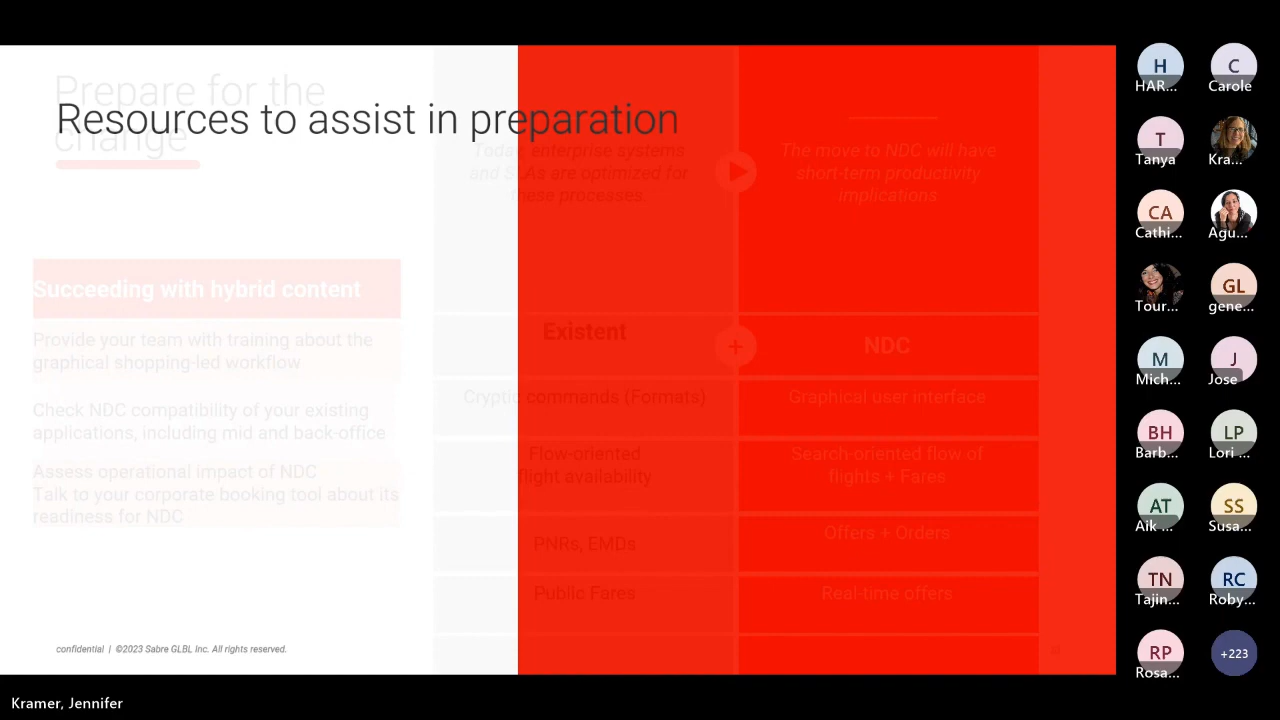 Prepare for the
change
Resources to assist in preparation
Today enterprise systems
and SLAs are optimized for
these processes.
The move to NDC will have
short-term productivity
implications
Succeeding with hybrid content
Provide your team with training about the
graphical shopping-led workflow
Check NDC compatibility of your existing
applications, including mid and back-office
Assess operational impact of NDC
Talk to your corporate booking tool about its
readiness for NDC
Existent
NDC
Cryptic commands (Formats)
Graphical user interface
Flow-oriented
flight availability
Search-oriented flow of
flights + Fares
PNRs, EMDs
Offers + Orders
Public Fares
Real-time offers
confidential | ©2023 Sabre GLBL Inc. All rights reserved.
H
HAR...
C
Carole
T
Tanya
Kra...
CA
Cathi...
Agu...
Tour...
GL
gene...
M
Mich...
J
Jose
BH
Barb...
LP
Lori ...
AT
Aik ...
SS
Susa...
TN
Tajin...
RC
Roby...
RP
Rosa...
+223
Kramer, Jennifer